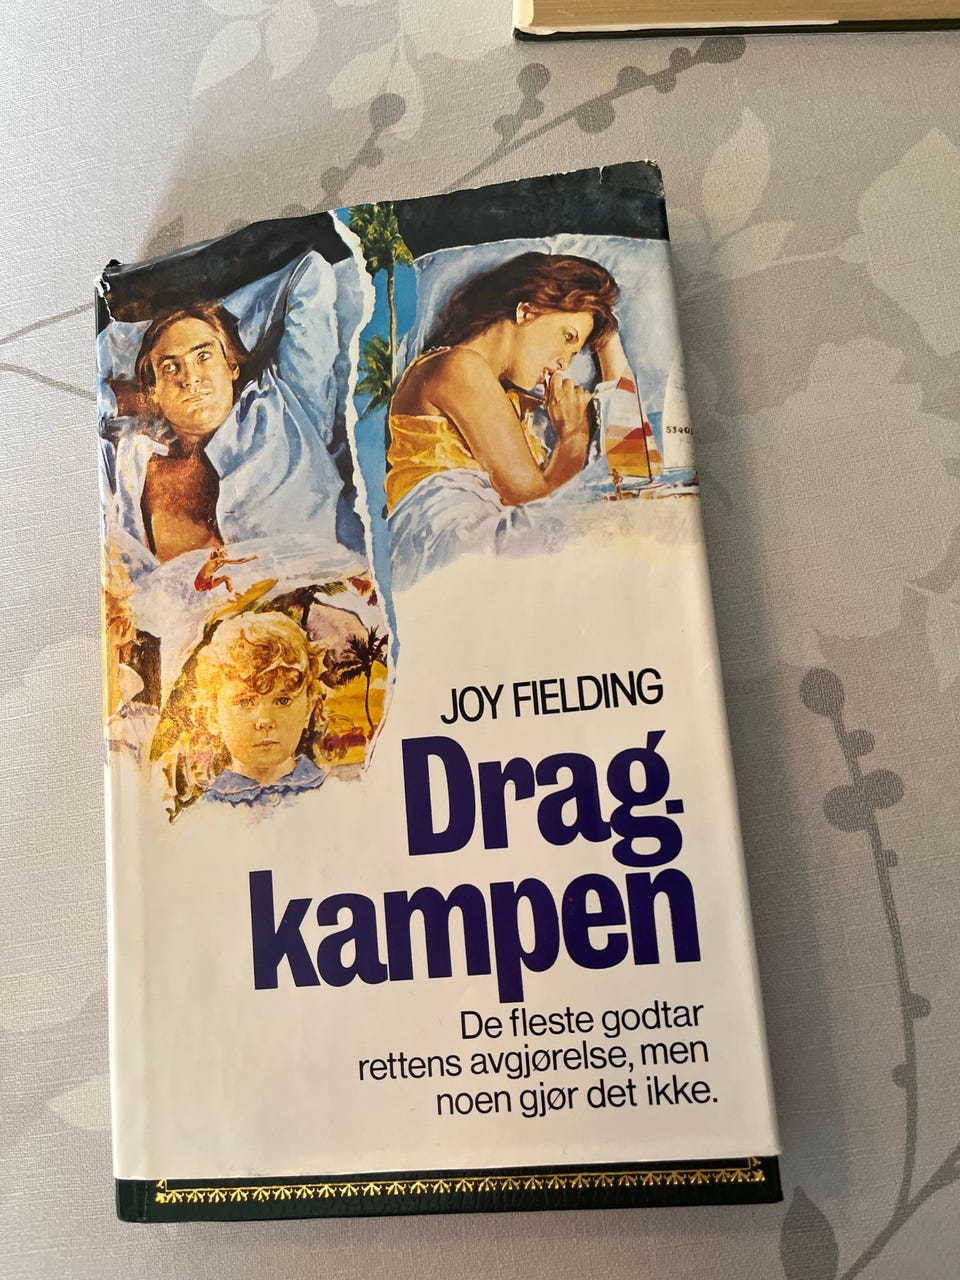 JOY FIELDING
Drag-
kampen
De fleste godtar
rettens avgjørelse, men
noen gjør det ikke.